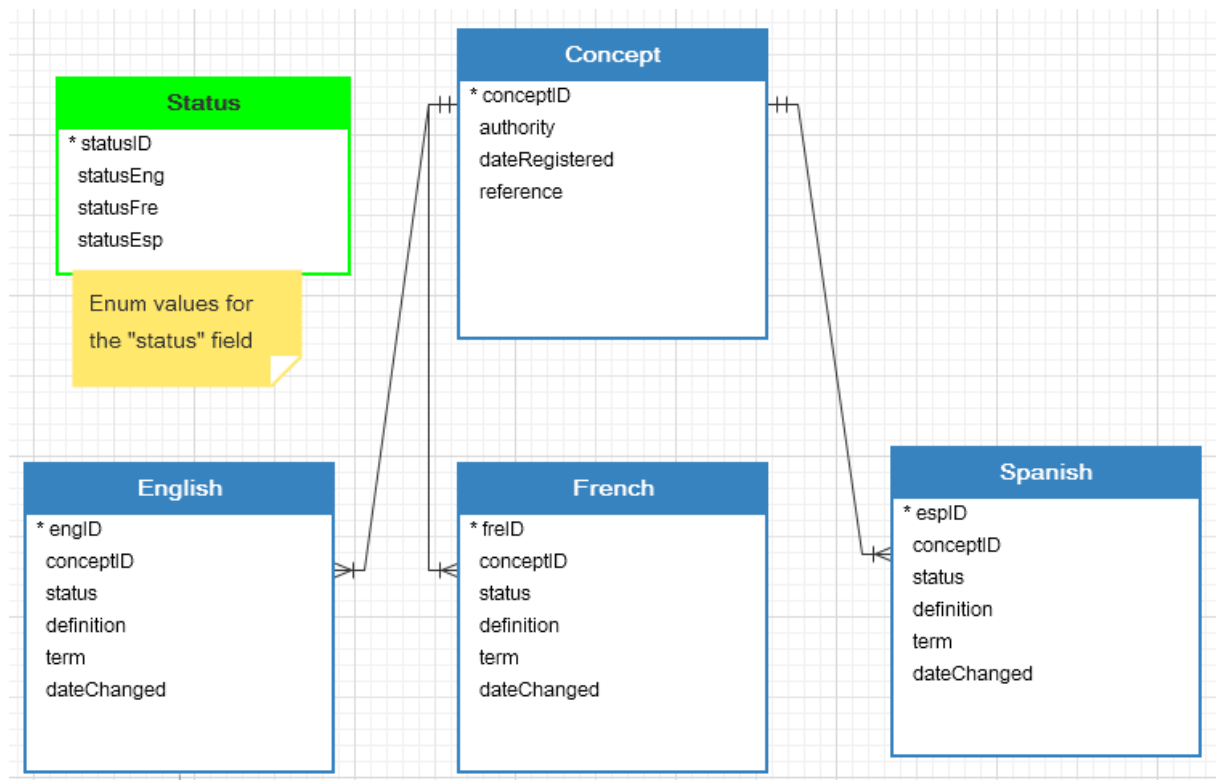 Concept
* conceptID
authority
dateRegistered
reference
Status
* statusID
statusEng
statusFre
statusEsp
Enum values for
the "status" field
English
* engID
conceptID
status
definition
term
dateChanged
French
* freID
conceptID
status
definition
term
dateChanged
Spanish
* espID
conceptID
status
definition
term
dateChanged